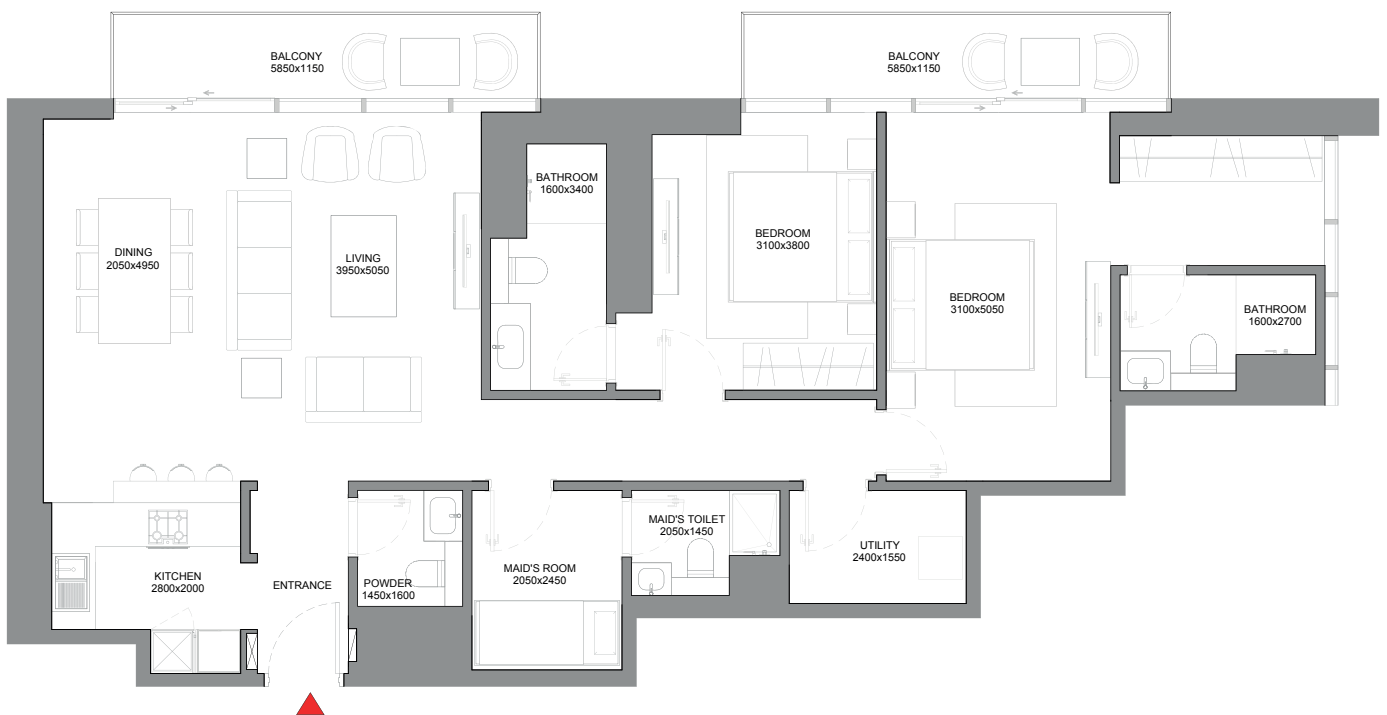 BALCONY
5850x1150
BALCONY
5850x1150
BATHROOM
1600x3400
BEDROOM
3100x3800
DINING
2050x4950
LIVING
3950x5050
BEDROOM
3100x5050
BATHROOM
1600x2700
MAID'S TOILET
2050x1450
UTILITY
2400x1550
KITCHEN
2800x2000
ENTRANCE
POWDER
1450x1600
MAID'S ROOM
2050x2450